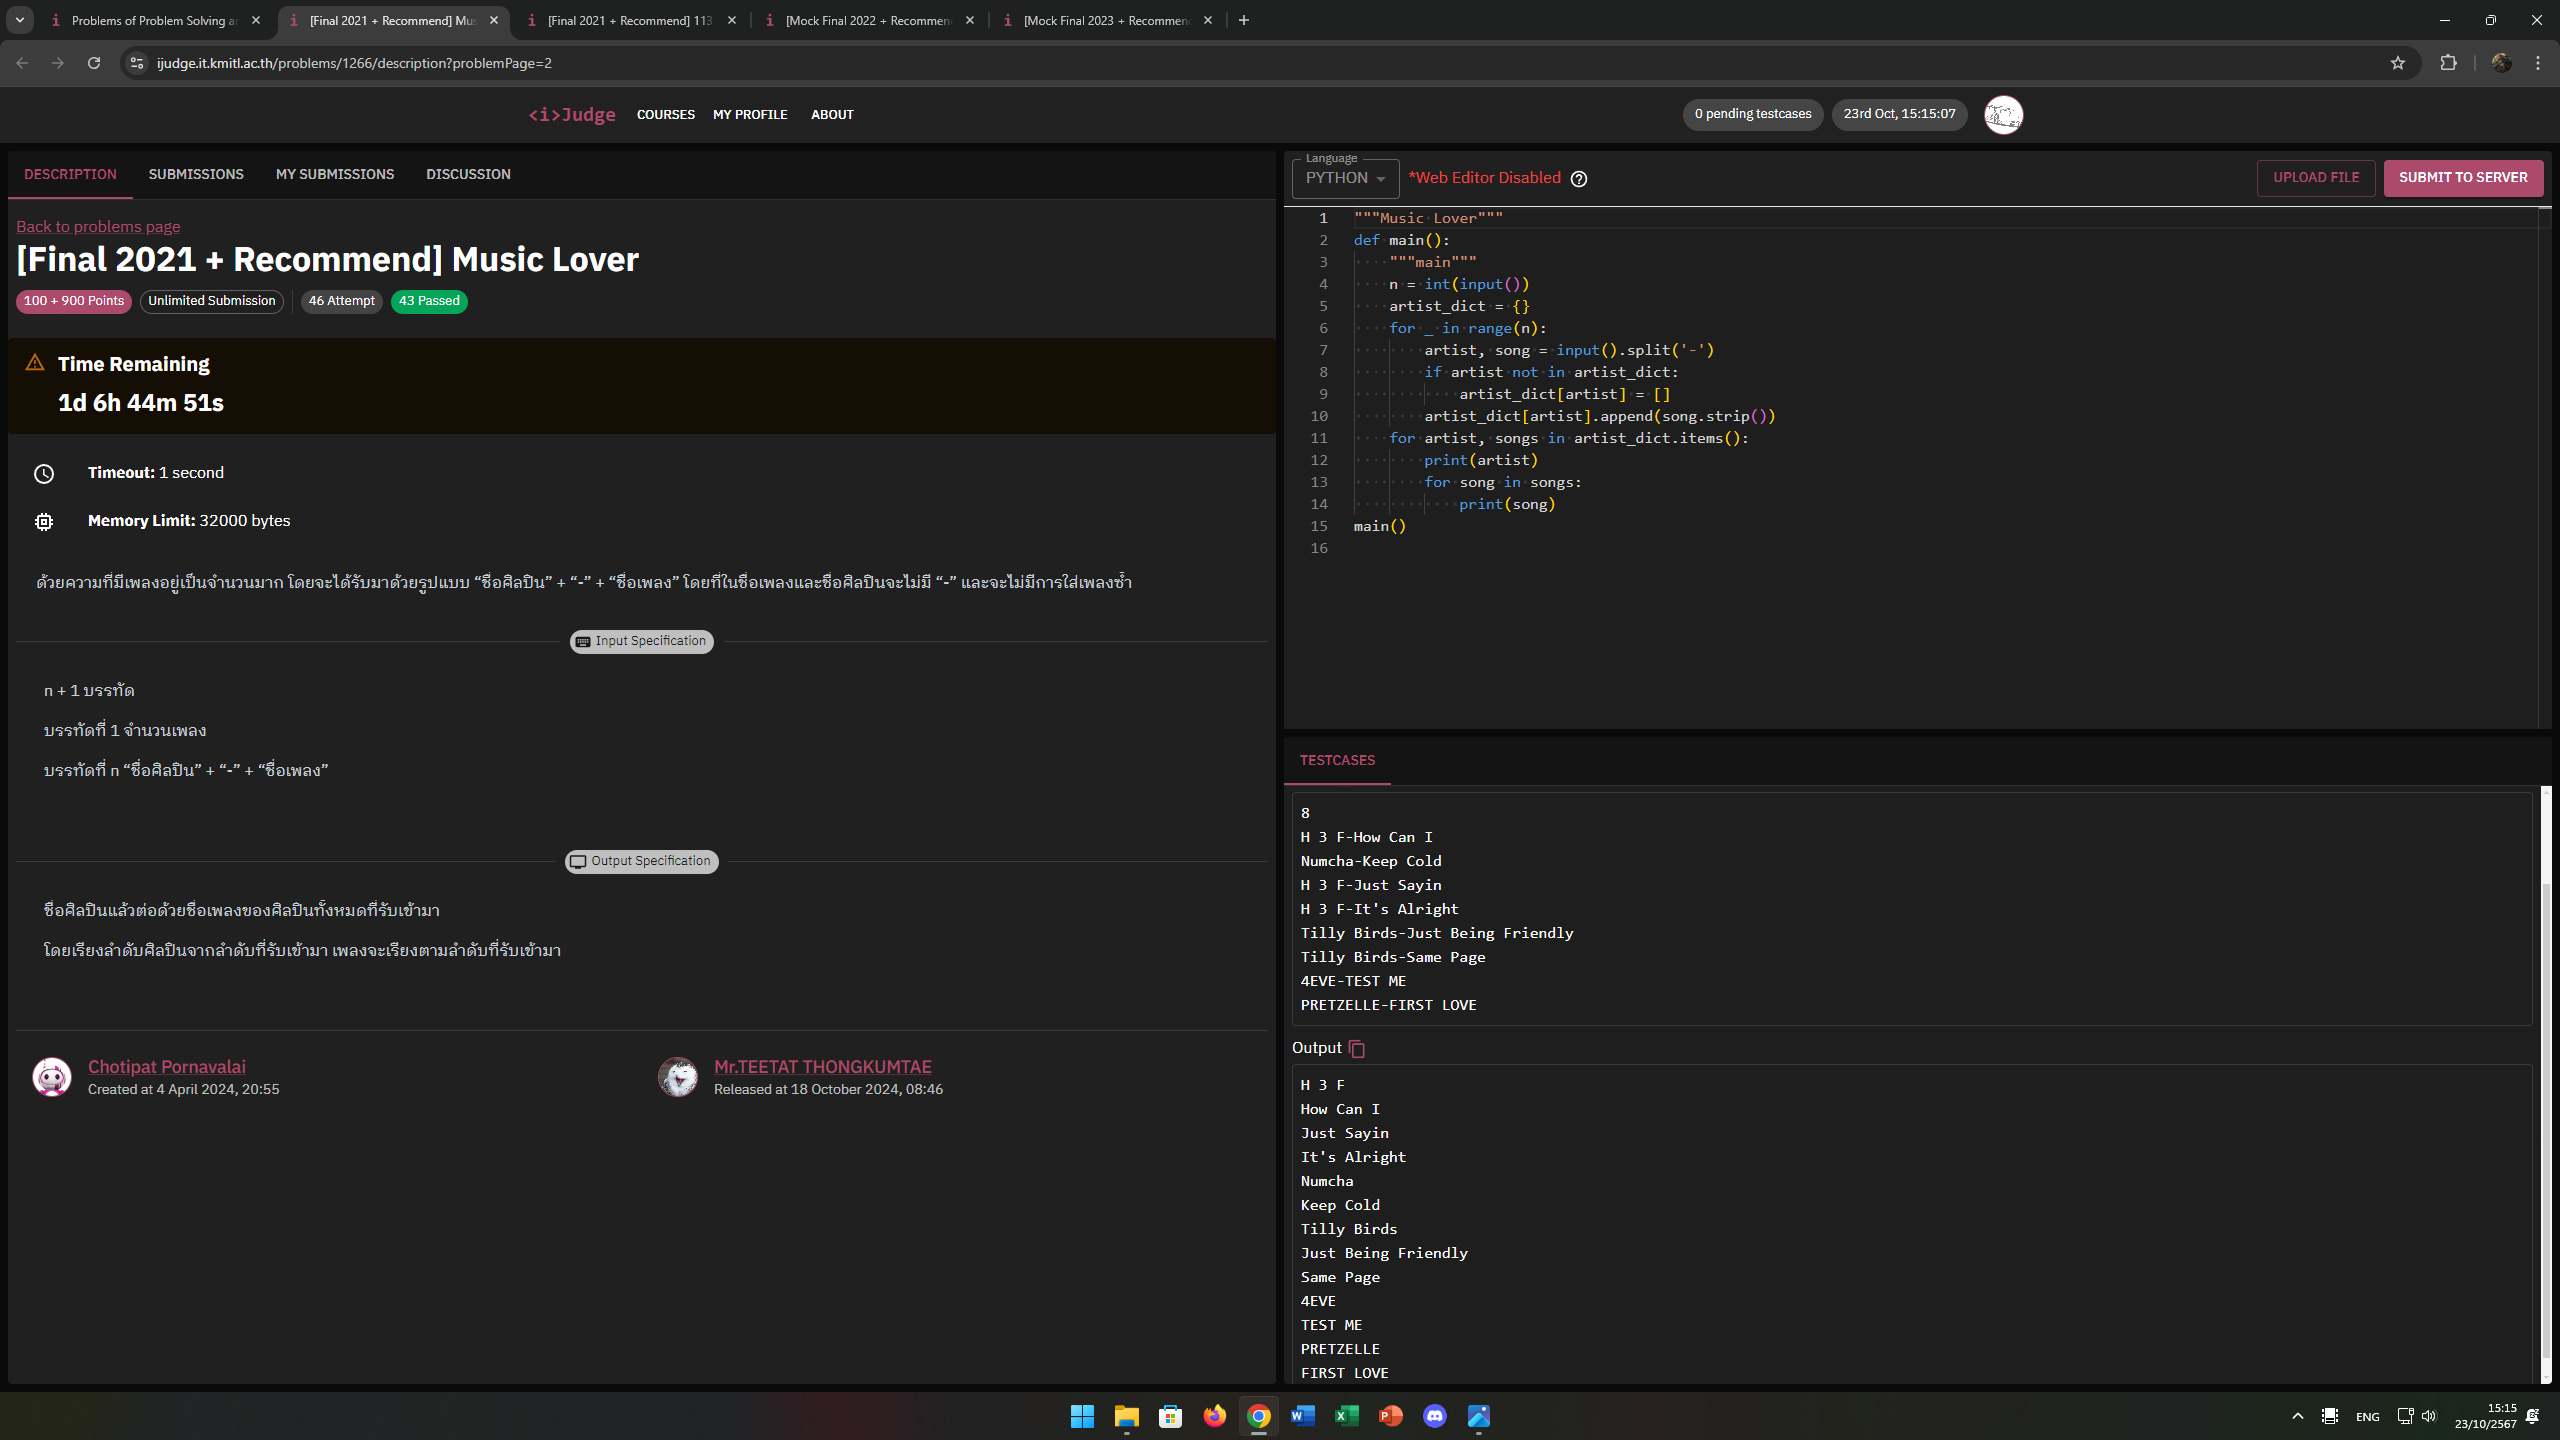 Problems of Problem Solving a
[Final 2021 + Recommend] Mus
[Final 2021 + Recommend] 113
[Mock Final 2022 + Recommen
[Mock Final 2023 + Recommen
ijudge.it.kmitl.ac.th/problems/1266/description?problemPage=2
<i>Judge
COURSES
MY PROFILE
ABOUT
0 pending testcases
23rd Oct, 15:15:07
DESCRIPTION
SUBMISSIONS
MY SUBMISSIONS
DISCUSSION
Back to problems page
[Final 2021 + Recommend] Music Lover
100 + 900 Points
Unlimited Submission
46 Attempt
43 Passed
Time Remaining
1d 6h 44m 51s
Timeout: 1 second
Memory Limit: 32000 bytes
ด้วยความที่มีเพลงอยู่เป็นจำนวนมาก โดยจะได้รับมาด้วยรูปแบบ “ชื่อศิลปิน” + “-” + “ชื่อเพลง” โดยที่ในชื่อเพลงและชื่อศิลปินจะไม่มี “-” และจะไม่มีการใส่เพลงซ้ำ
Input Specification
n + 1 บรรทัด
บรรทัดที่ 1 จำนวนเพลง
บรรทัดที่ n “ชื่อศิลปิน” + “-” + “ชื่อเพลง”
Output Specification
ชื่อศิลปินแล้วต่อด้วยชื่อเพลงของศิลปินทั้งหมดที่รับเข้ามา
โดยเรียงลำดับศิลปินจากลำดับที่รับเข้ามา เพลงจะเรียงตามลำดับที่รับเข้ามา
Chotipat Pornavalai
Created at 4 April 2024, 20:55
Mr.TEETAT THONGKUMTAE
Released at 18 October 2024, 08:46
Language
PYTHON
*Web Editor Disabled
UPLOAD FILE
SUBMIT TO SERVER
1 """Music Lover"""
2 def main():
3     """main"""
4     n = int(input())
5     artist_dict = {}
6     for _ in range(n):
7         artist, song = input().split('-')
8         if artist not in artist_dict:
9             artist_dict[artist] = []
10         artist_dict[artist].append(song.strip())
11     for artist, songs in artist_dict.items():
12         print(artist)
13         for song in songs:
14             print(song)
15 main()
16
TESTCASES
8
H 3 F-How Can I
Numcha-Keep Cold
H 3 F-Just Sayin
H 3 F-It's Alright
Tilly Birds-Just Being Friendly
Tilly Birds-Same Page
4EVE-TEST ME
PRETZELLE-FIRST LOVE
Output
H 3 F
How Can I
Just Sayin
It's Alright
Numcha
Keep Cold
Tilly Birds
Just Being Friendly
Same Page
4EVE
TEST ME
PRETZELLE
FIRST LOVE
ENG
15:15
23/10/2567